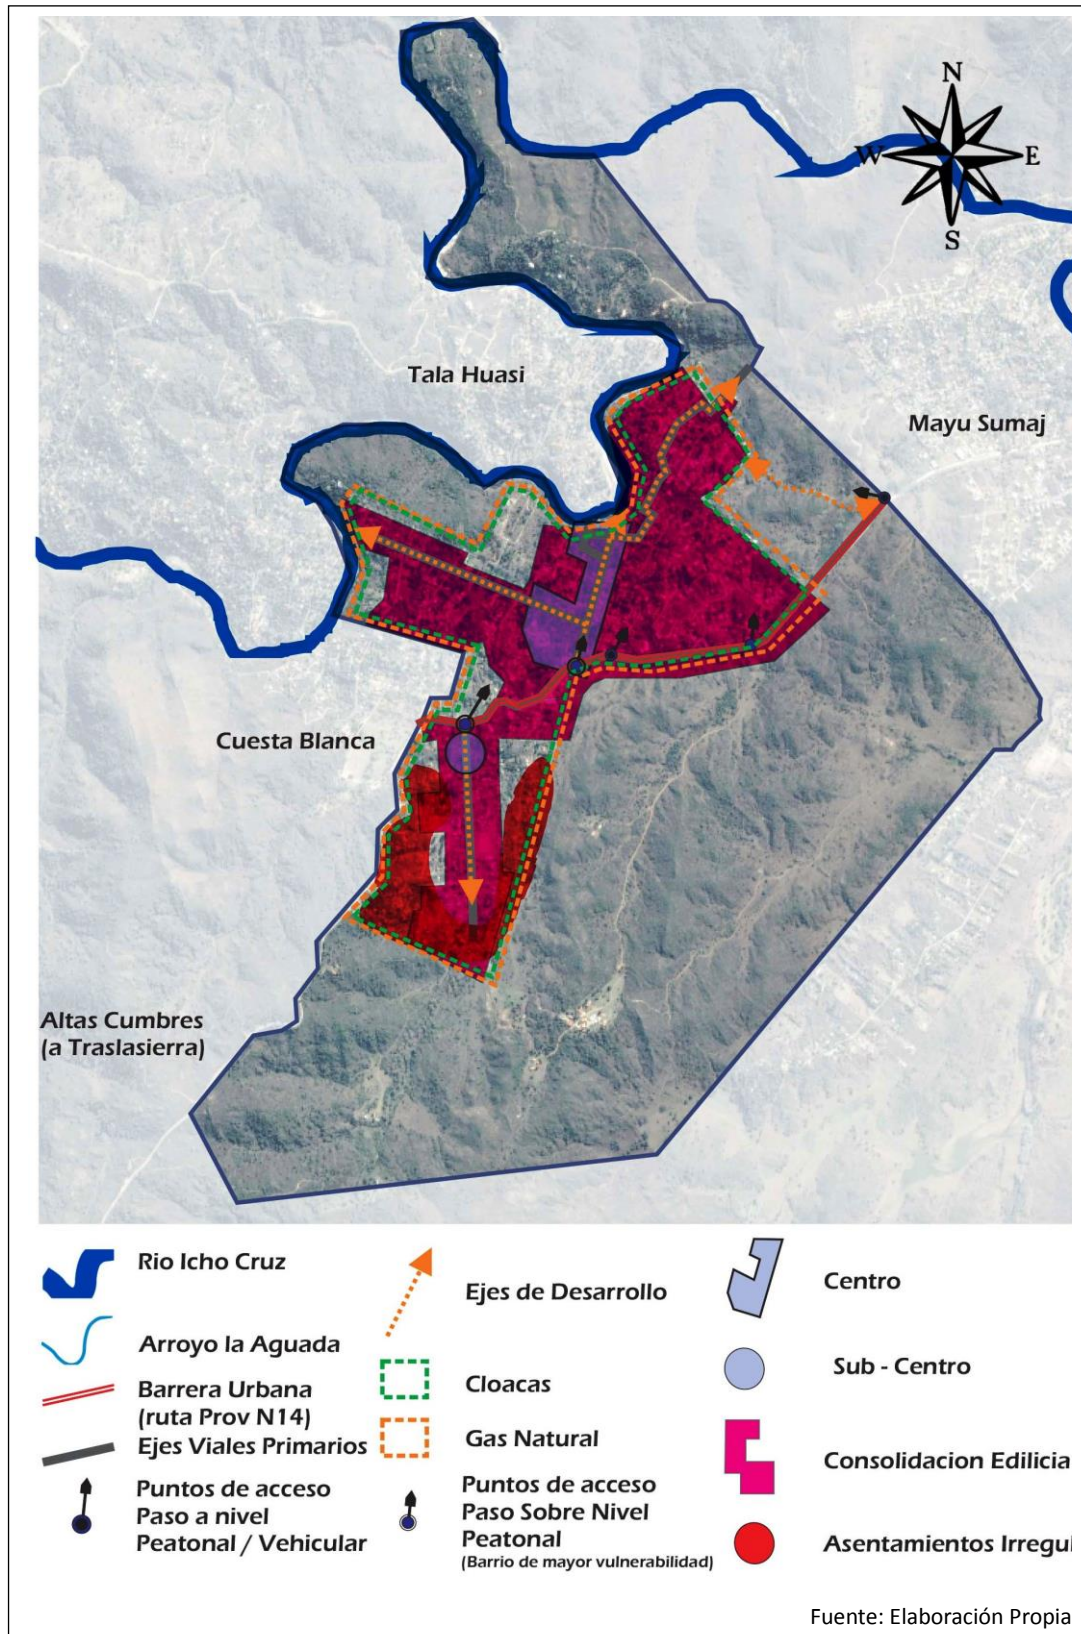 N
W
E
S
Tala Huasi
Mayu Sumaj
Cuesta Blanca
Altas Cumbres
(a Traslasierra)
Rio Icho Cruz
Arroyo la Aguada
Barrera Urbana
(ruta Prov N14)
Ejes Viales Primarios
Puntos de acceso
Paso a nivel
Peatonal / Vehicular
Ejes de Desarrollo
Cloacas
Gas Natural
Puntos de acceso
Paso Sobre Nivel
Peatonal
(Barrio de mayor vulnerabilidad)
Centro
Sub - Centro
Consolidacion Edilicia
Asentamientos Irregul
Fuente: Elaboración Propia